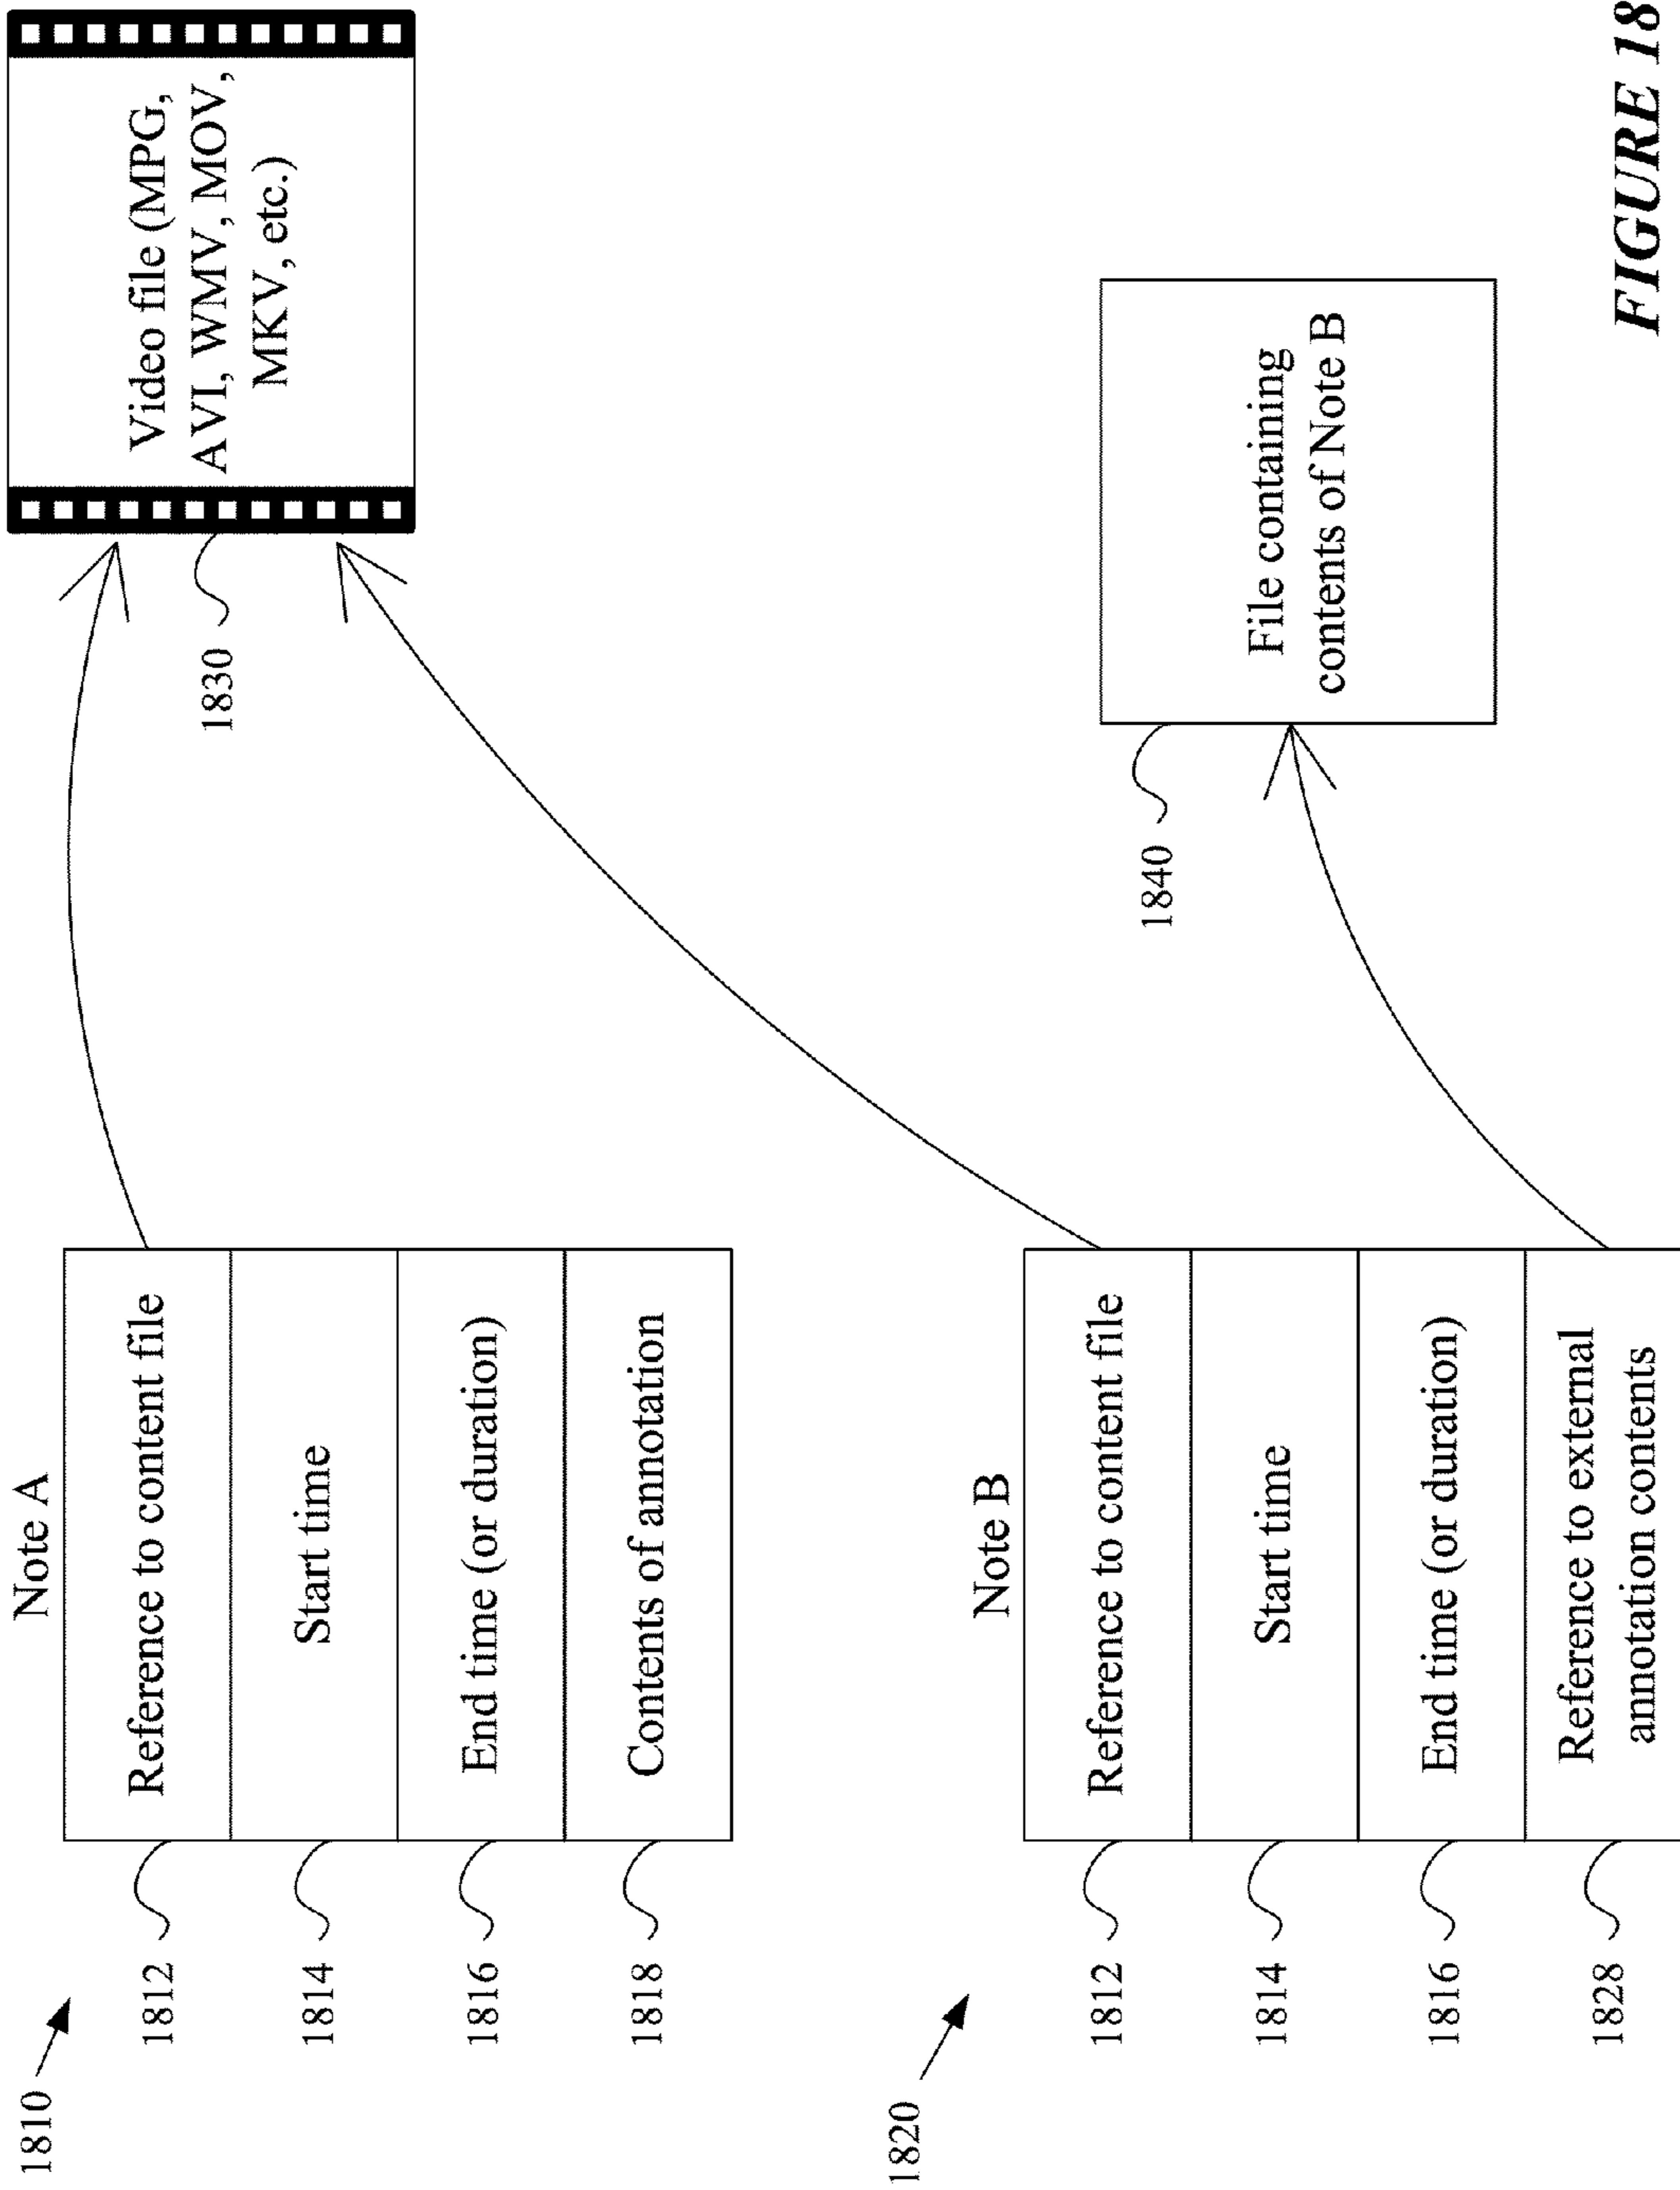 1810
Note A
1812
Reference to content file
1814
Start time
1816
End time (or duration)
1818
Contents of annotation
1830
Video file (MPG,
AVI, WMV, MOV,
MKV, etc.)
1820
Note B
1812
Reference to content file
1814
Start time
1816
End time (or duration)
1828
Reference to external
annotation contents
1840
File containing
contents of Note B
FIGURE 18